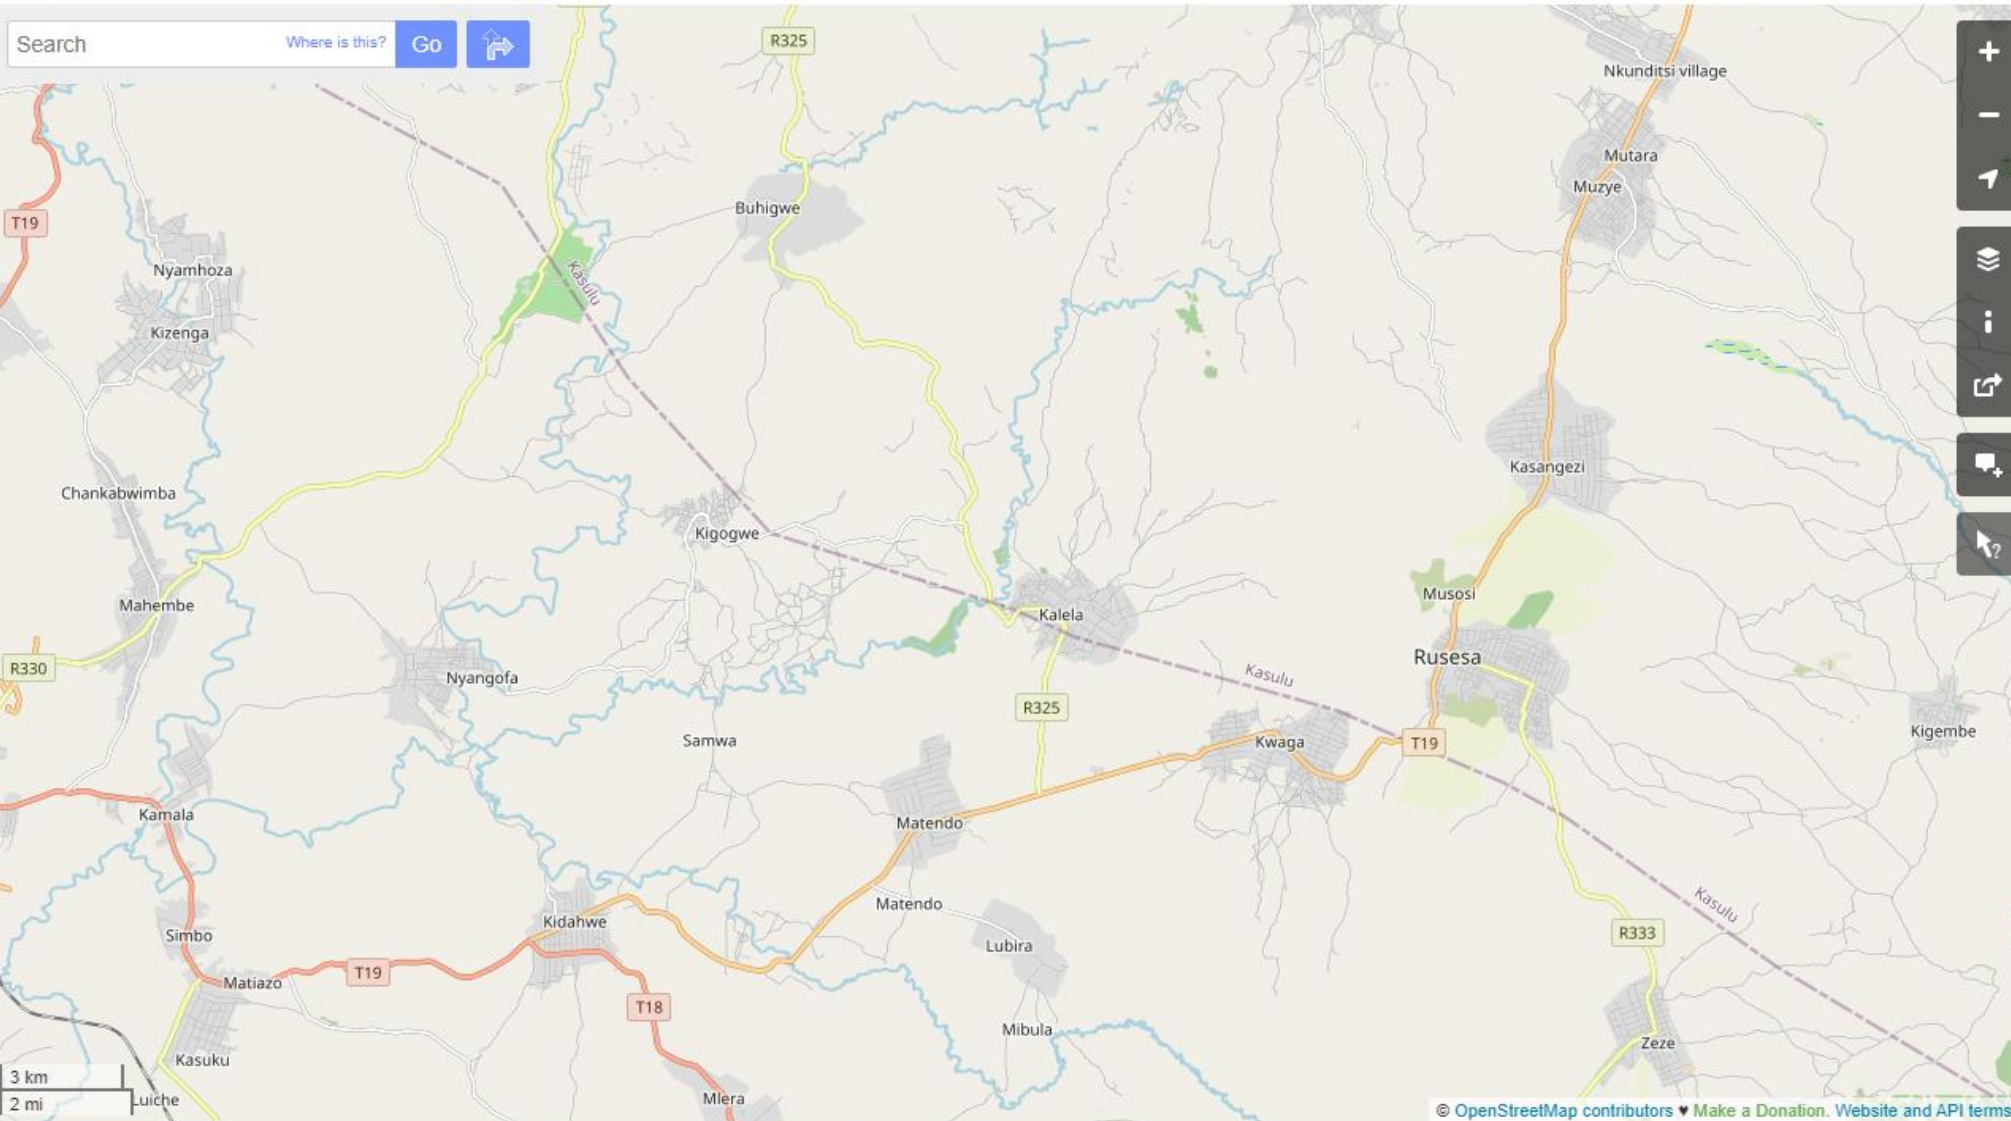 Search
Where is this?
Go
R325
Nkunditsi village
Mutara
Muzye
Buhigwe
T19
Nyamhoza
Kasulu
Kizenga
Kasangezi
Chankabwimba
Kigogwe
Musosi
Mahembe
Kalela
Rusesa
R330
Nyangofa
Kasulu
R325
Kigembe
Samwa
Kwaga
T19
Kamala
Matendo
Matendo
Kasulu
Kidahwe
R333
Simbo
Lubira
T19
Matiazo
T18
Mibula
Zeze
Kasuku
3 km
2 mi
Luiche
Mlera
© OpenStreetMap contributors ♥ Make a Donation. Website and API terms